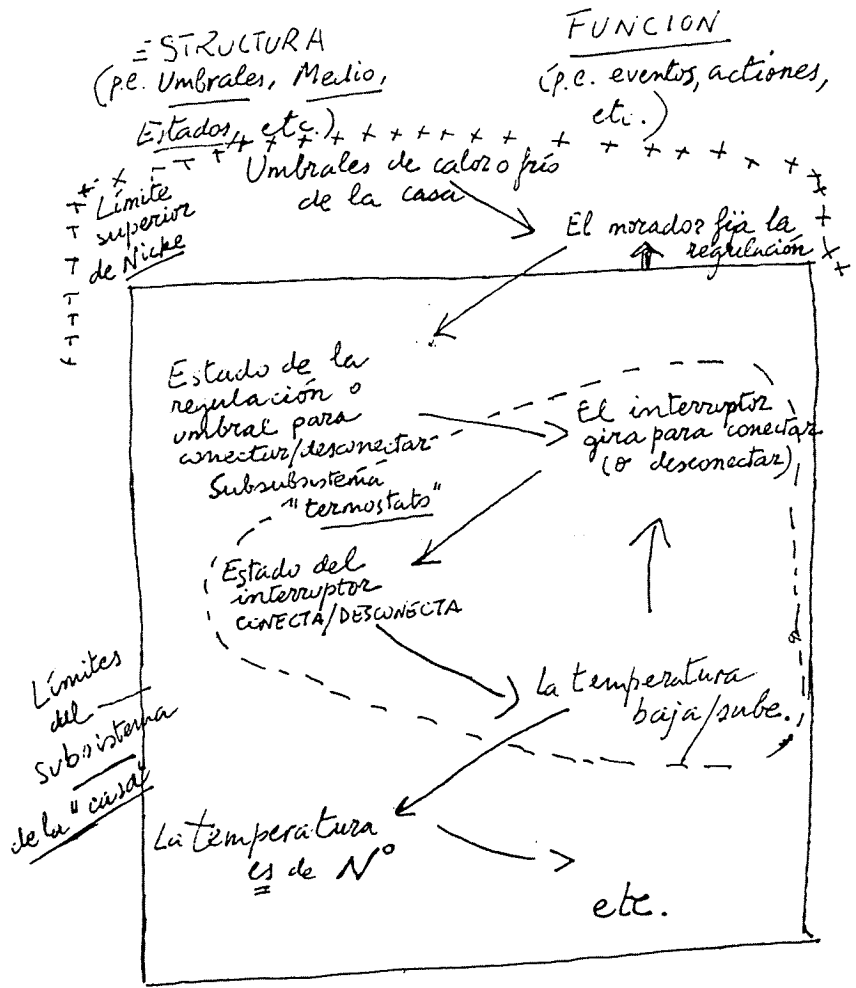 ESTRUCTURA
(p.e. Umbrales, Medio,
Estados, etc.)
FUNCION
(p.e. eventos, actiones,
etc.)
Umbrales de calor o frío
de la casa
Límite
superior
de Niche
El morador fija la
regulación
Estado de la
regulación o
umbral para
conectar/desconectar
Subsubsistema
"termostats"
El interruptor
gira para conectar
(o desconectar)
Estado del
interruptor
CONECTA/DESCONECTA
Límites
del
Subsistema
de la "casa"
La temperatura
baja/sube.
La temperatura
es de N°
etc.